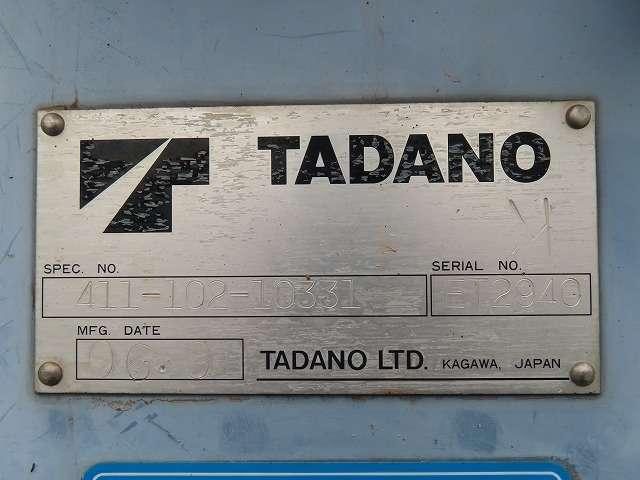 TADANO
SPEC. NO.
SERIAL NO.
411-102-10331
MFG. DATE
TADANO LTD. KAGAWA, JAPAN